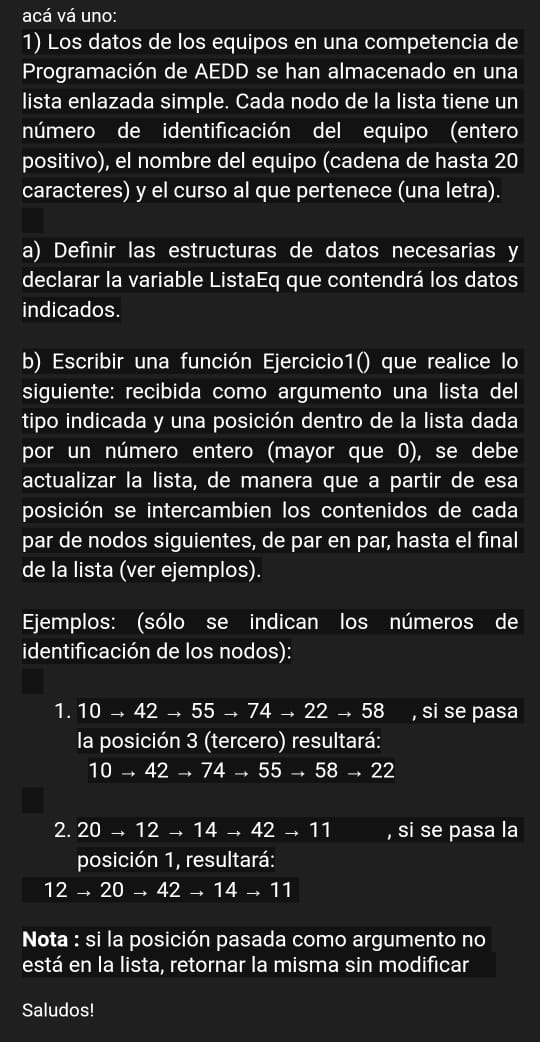 acá vá uno:
1) Los datos de los equipos en una competencia de
Programación de AEDD se han almacenado en una
lista enlazada simple. Cada nodo de la lista tiene un
número de identificación del equipo (entero
positivo), el nombre del equipo (cadena de hasta 20
caracteres) y el curso al que pertenece (una letra).
a) Definir las estructuras de datos necesarias y
declarar la variable ListaEq que contendrá los datos
indicados.
b) Escribir una función Ejercicio1() que realice lo
siguiente: recibida como argumento una lista del
tipo indicada y una posición dentro de la lista dada
por un número entero (mayor que 0), se debe
actualizar la lista, de manera que a partir de esa
posición se intercambien los contenidos de cada
par de nodos siguientes, de par en par, hasta el final
de la lista (ver ejemplos).
Ejemplos: (sólo se indican los números de
identificación de los nodos):
1. 10 → 42 → 55 → 74 → 22 → 58 , si se pasa
la posición 3 (tercero) resultará:
10 → 42 → 74 → 55 → 58 → 22
2. 20 → 12 → 14 → 42 → 11 , si se pasa la
posición 1, resultará:
12 → 20 → 42 → 14 → 11
Nota : si la posición pasada como argumento no
está en la lista, retornar la misma sin modificar
Saludos!